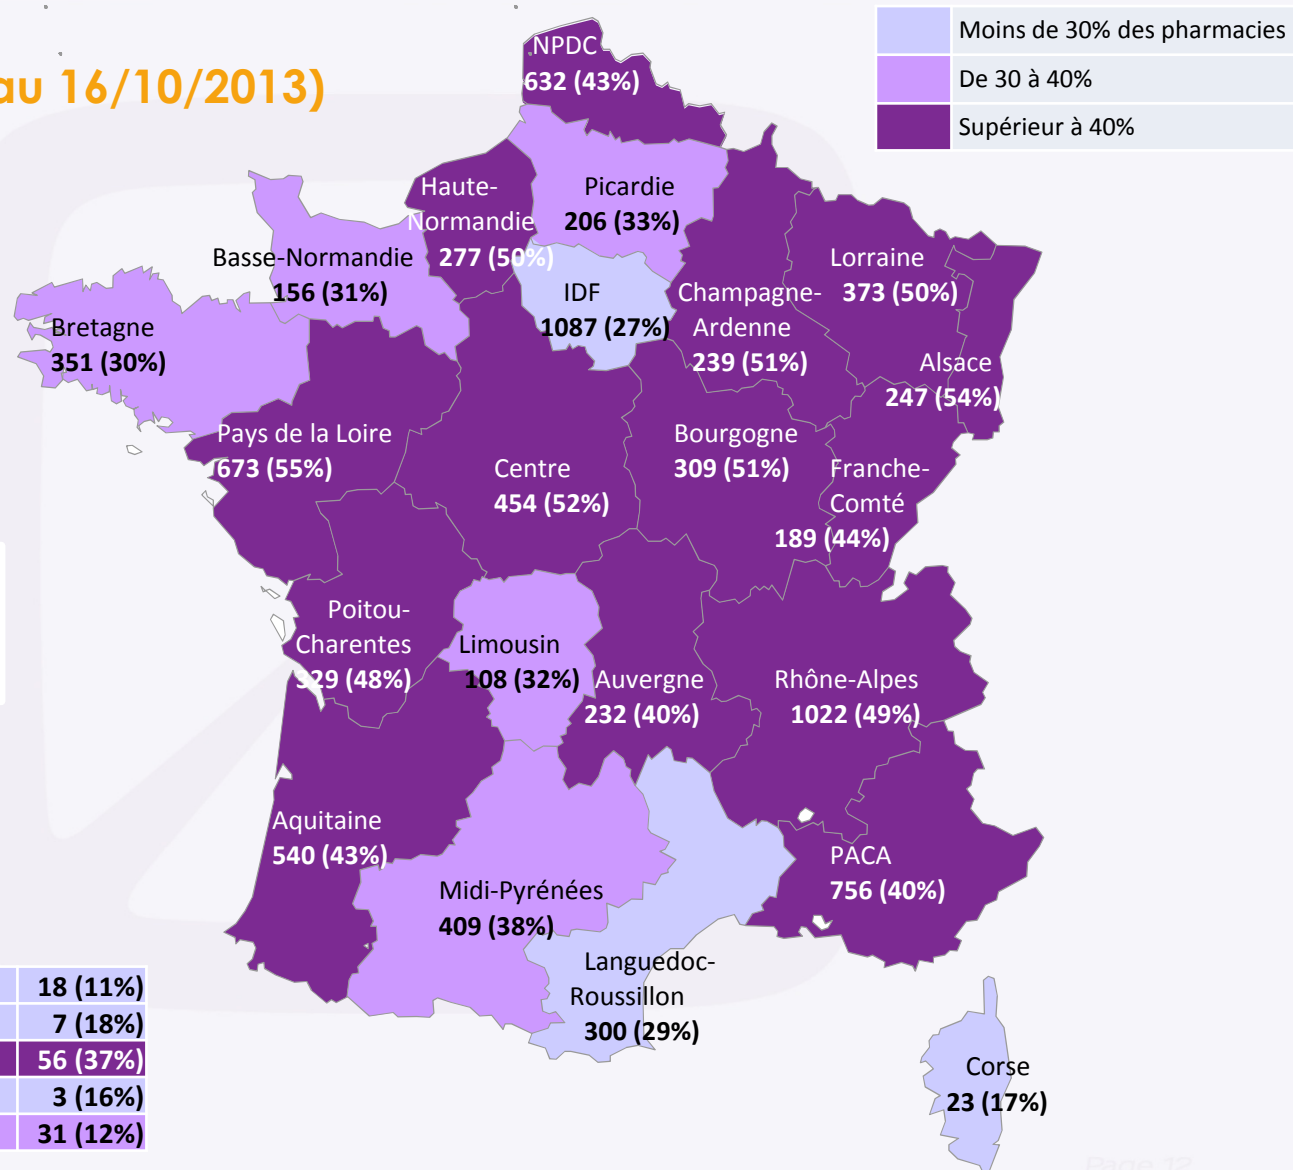 au 16/10/2013)
Moins de 30% des pharmacies
De 30 à 40%
Supérieur à 40%
NPDC
632 (43%)
Haute-
Normandie
277 (50%)
Picardie
206 (33%)
Basse-Normandie
156 (31%)
IDF
1087 (27%)
Champagne-
Ardenne
239 (51%)
Lorraine
373 (50%)
Alsace
247 (54%)
Bretagne
351 (30%)
Pays de la Loire
673 (55%)
Centre
454 (52%)
Bourgogne
309 (51%)
Franche-
Comté
189 (44%)
Poitou-
Charentes
329 (48%)
Limousin
108 (32%)
Auvergne
232 (40%)
Rhône-Alpes
1022 (49%)
Aquitaine
540 (43%)
Midi-Pyrénées
409 (38%)
PACA
756 (40%)
Languedoc-
Roussillon
300 (29%)
Corse
23 (17%)
18 (11%)
7 (18%)
56 (37%)
3 (16%)
31 (12%)
Page 12